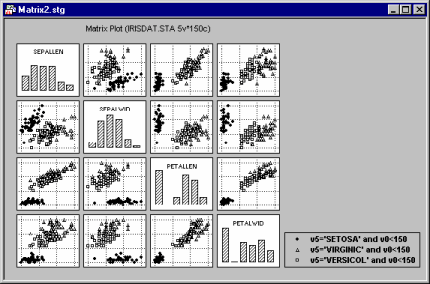 Matrix2.stg
Matrix Plot (IRISDAT.STA 5v*150c)
SEPALLEN
SEPALWID
PETALLEN
PETALWID
v5='SETOSA' and v0<150
v5='VIRGINIC' and v0<150
v5='VERSICOL' and v0<150